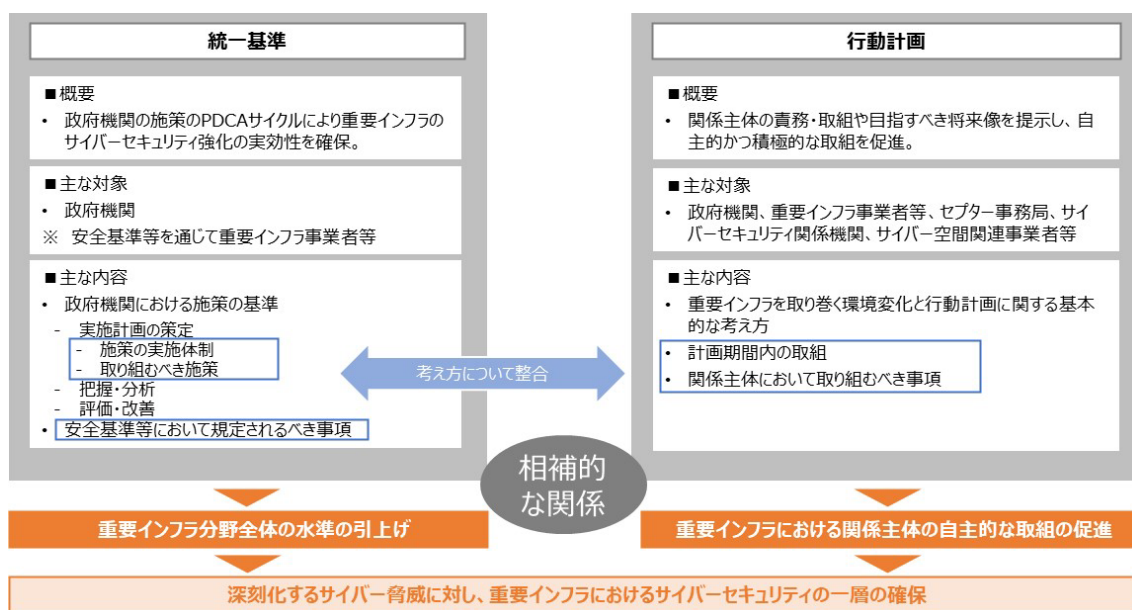 統一基準
■概要
• 政府機関の施策のPDCAサイクルにより重要インフラの
サイバーセキュリティ強化の実効性を確保。
■主な対象
• 政府機関
※ 安全基準等を通じて重要インフラ事業者等
■主な内容
• 政府機関における施策の基準
- 実施計画の策定
- 施策の実施体制
- 取り組むべき施策
- 把握・分析
- 評価・改善
• 安全基準等において規定されるべき事項
考え方について整合
行動計画
■概要
• 関係主体の責務・取組や目指すべき将来像を提示し、自
主的かつ積極的な取組を促進。
■主な対象
• 政府機関、重要インフラ事業者等、セプター事務局、サイ
バーセキュリティ関係機関、サイバー空間関連事業者等
■主な内容
• 重要インフラを取り巻く環境変化と行動計画に関する基本
的な考え方
• 計画期間内の取組
• 関係主体において取り組むべき事項
相補的
な関係
重要インフラ分野全体の水準の引上げ
重要インフラにおける関係主体の自主的な取組の促進
深刻化するサイバー脅威に対し、重要インフラにおけるサイバーセキュリティの一層の確保